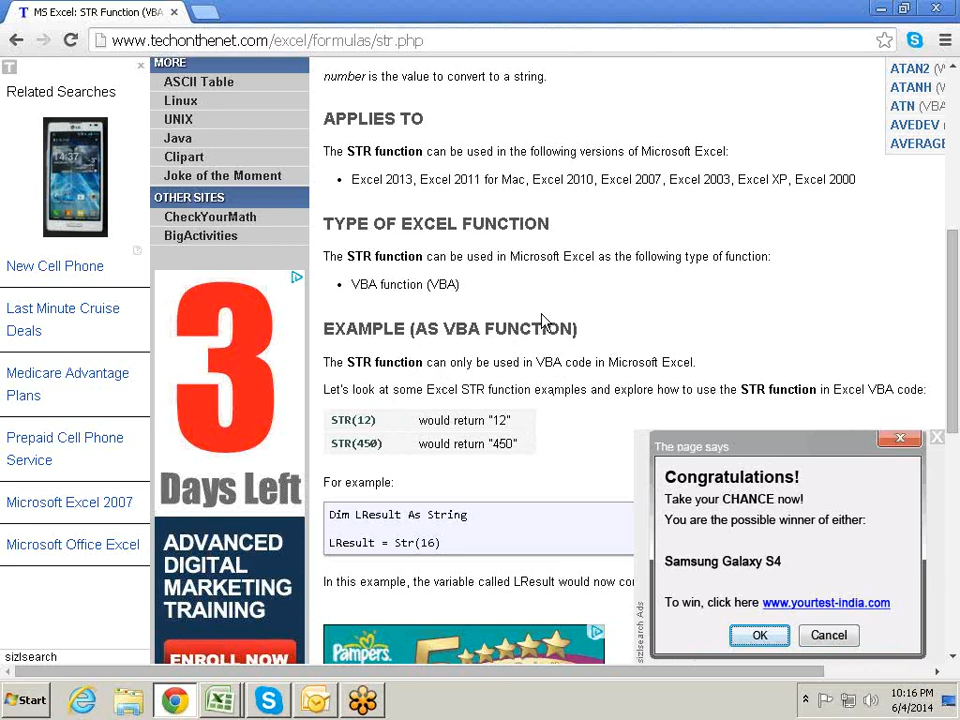 MS Excel: STR Function (VBA
www.techonthenet.com/excel/formulas/str.php
Related Searches
New Cell Phone
Last Minute Cruise
Deals
Medicare Advantage
Plans
Prepaid Cell Phone
Service
Microsoft Excel 2007
Microsoft Office Excel
sizlsearch
MORE
ASCII Table
Linux
UNIX
Java
Clipart
Joke of the Moment
OTHER SITES
CheckYourMath
BigActivities
3
Days Left
ADVANCED
DIGITAL
MARKETING
TRAINING
ENROLL NOW
number is the value to convert to a string.
APPLIES TO
The STR function can be used in the following versions of Microsoft Excel:
• Excel 2013, Excel 2011 for Mac, Excel 2010, Excel 2007, Excel 2003, Excel XP, Excel 2000
TYPE OF EXCEL FUNCTION
The STR function can be used in Microsoft Excel as the following type of function:
• VBA function (VBA)
EXAMPLE (AS VBA FUNCTION)
The STR function can only be used in VBA code in Microsoft Excel.
Let's look at some Excel STR function examples and explore how to use the STR function in Excel VBA code:
STR(12) would return "12"
STR(450) would return "450"
For example:
Dim LResult As String
LResult = Str(16)
In this example, the variable called LResult would now con
Pampers
5
ATAN2 (V
ATANH (V
ATN (VBA
AVEDEV
AVERAGE
The page says
Congratulations!
Take your CHANCE now!
You are the possible winner of either:
Samsung Galaxy S4
To win, click here www.yourtest-india.com
OK Cancel
sizlsearch Ads
Start
10:16 PM
6/4/2014